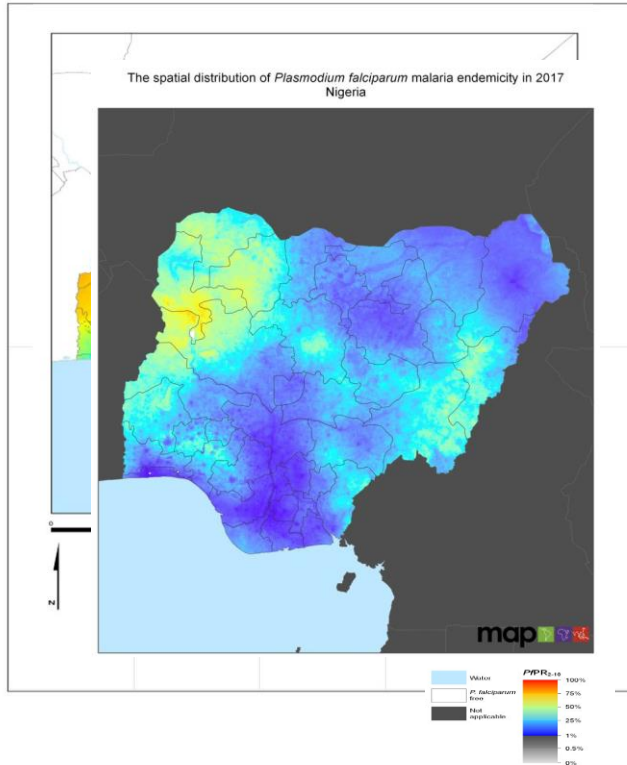 The spatial distribution of Plasmodium falciparum malaria endemicity in 2017
Nigeria
0
N
map
Water
P. falciparum
free
Not
applicable
PfPR2-10
100%
75%
50%
25%
1%
0.5%
0%